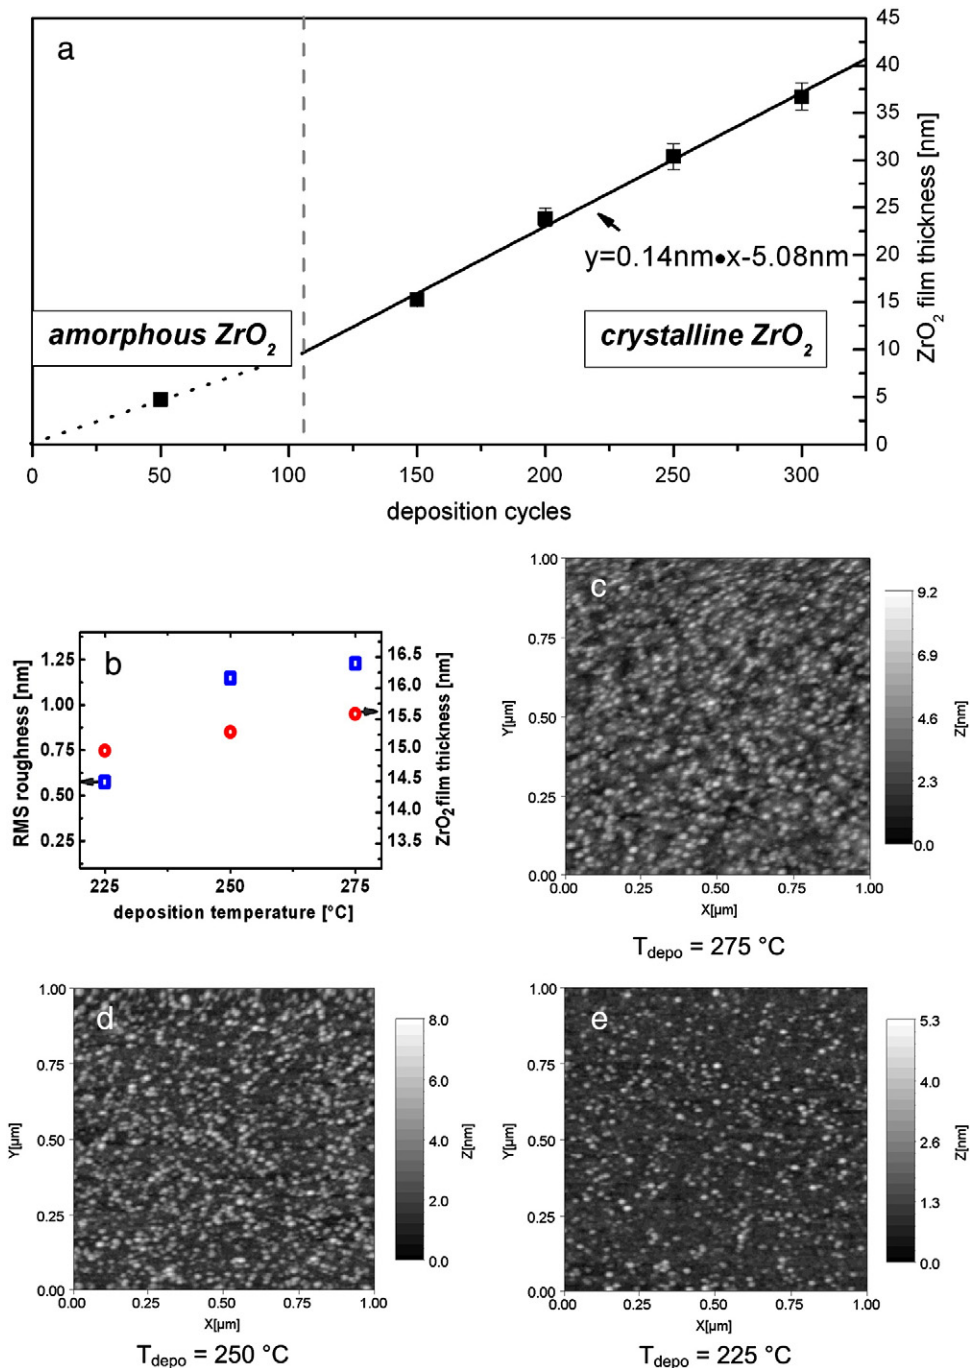 a
45
40
35
30
25
20
15
10
5
0
ZrO₂ film thickness [nm]
y=0.14nm•x-5.08nm
amorphous ZrO₂
crystalline ZrO₂
0 50 100 150 200 250 300
deposition cycles
b
1.25
1.00
0.75
0.50
0.25
RMS roughness [nm]
16.5
16.0
15.5
15.0
14.5
14.0
13.5
ZrO₂ film thickness [nm]
225 250 275
deposition temperature [°C]
c
1.00
0.75
0.50
0.25
0.00
Y[µm]
0.00 0.25 0.50 0.75 1.00
X[µm]
9.2
6.9
4.6
2.3
0.0
Z[nm]
T_depo = 275 °C
d
1.00
0.75
0.50
0.25
0.00
Y[µm]
0.00 0.25 0.50 0.75 1.00
X[µm]
8.0
6.0
4.0
2.0
0.0
Z[nm]
T_depo = 250 °C
e
1.00
0.75
0.50
0.25
0.00
Y[µm]
0.00 0.25 0.50 0.75 1.00
X[µm]
5.3
4.0
2.6
1.3
0.0
Z[nm]
T_depo = 225 °C